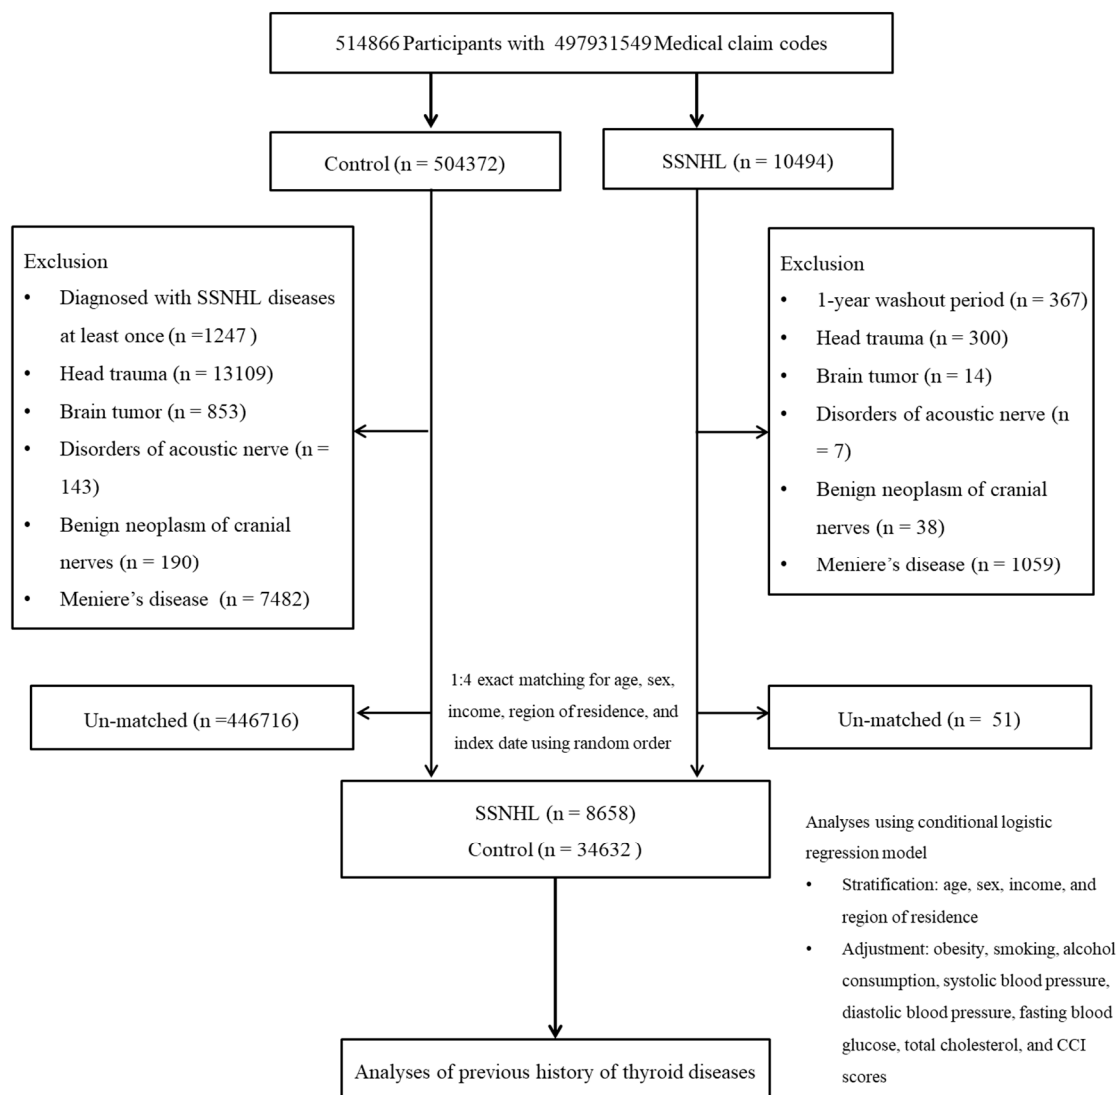 514866 Participants with 497931549 Medical claim codes
Control (n = 504372)
SSNHL (n = 10494)
Exclusion
• Diagnosed with SSNHL diseases
at least once (n =1247 )
• Head trauma (n = 13109)
• Brain tumor (n = 853)
• Disorders of acoustic nerve (n =
143)
• Benign neoplasm of cranial
nerves (n = 190)
• Meniere’s disease (n = 7482)
Exclusion
• 1-year washout period (n = 367)
• Head trauma (n = 300)
• Brain tumor (n = 14)
• Disorders of acoustic nerve (n
= 7)
• Benign neoplasm of cranial
nerves (n = 38)
• Meniere’s disease (n = 1059)
1:4 exact matching for age, sex,
income, region of residence, and
index date using random order
Un-matched (n =446716)
Un-matched (n = 51)
SSNHL (n = 8658)
Control (n = 34632 )
Analyses using conditional logistic
regression model
• Stratification: age, sex, income, and
region of residence
• Adjustment: obesity, smoking, alcohol
consumption, systolic blood pressure,
diastolic blood pressure, fasting blood
glucose, total cholesterol, and CCI
scores
Analyses of previous history of thyroid diseases